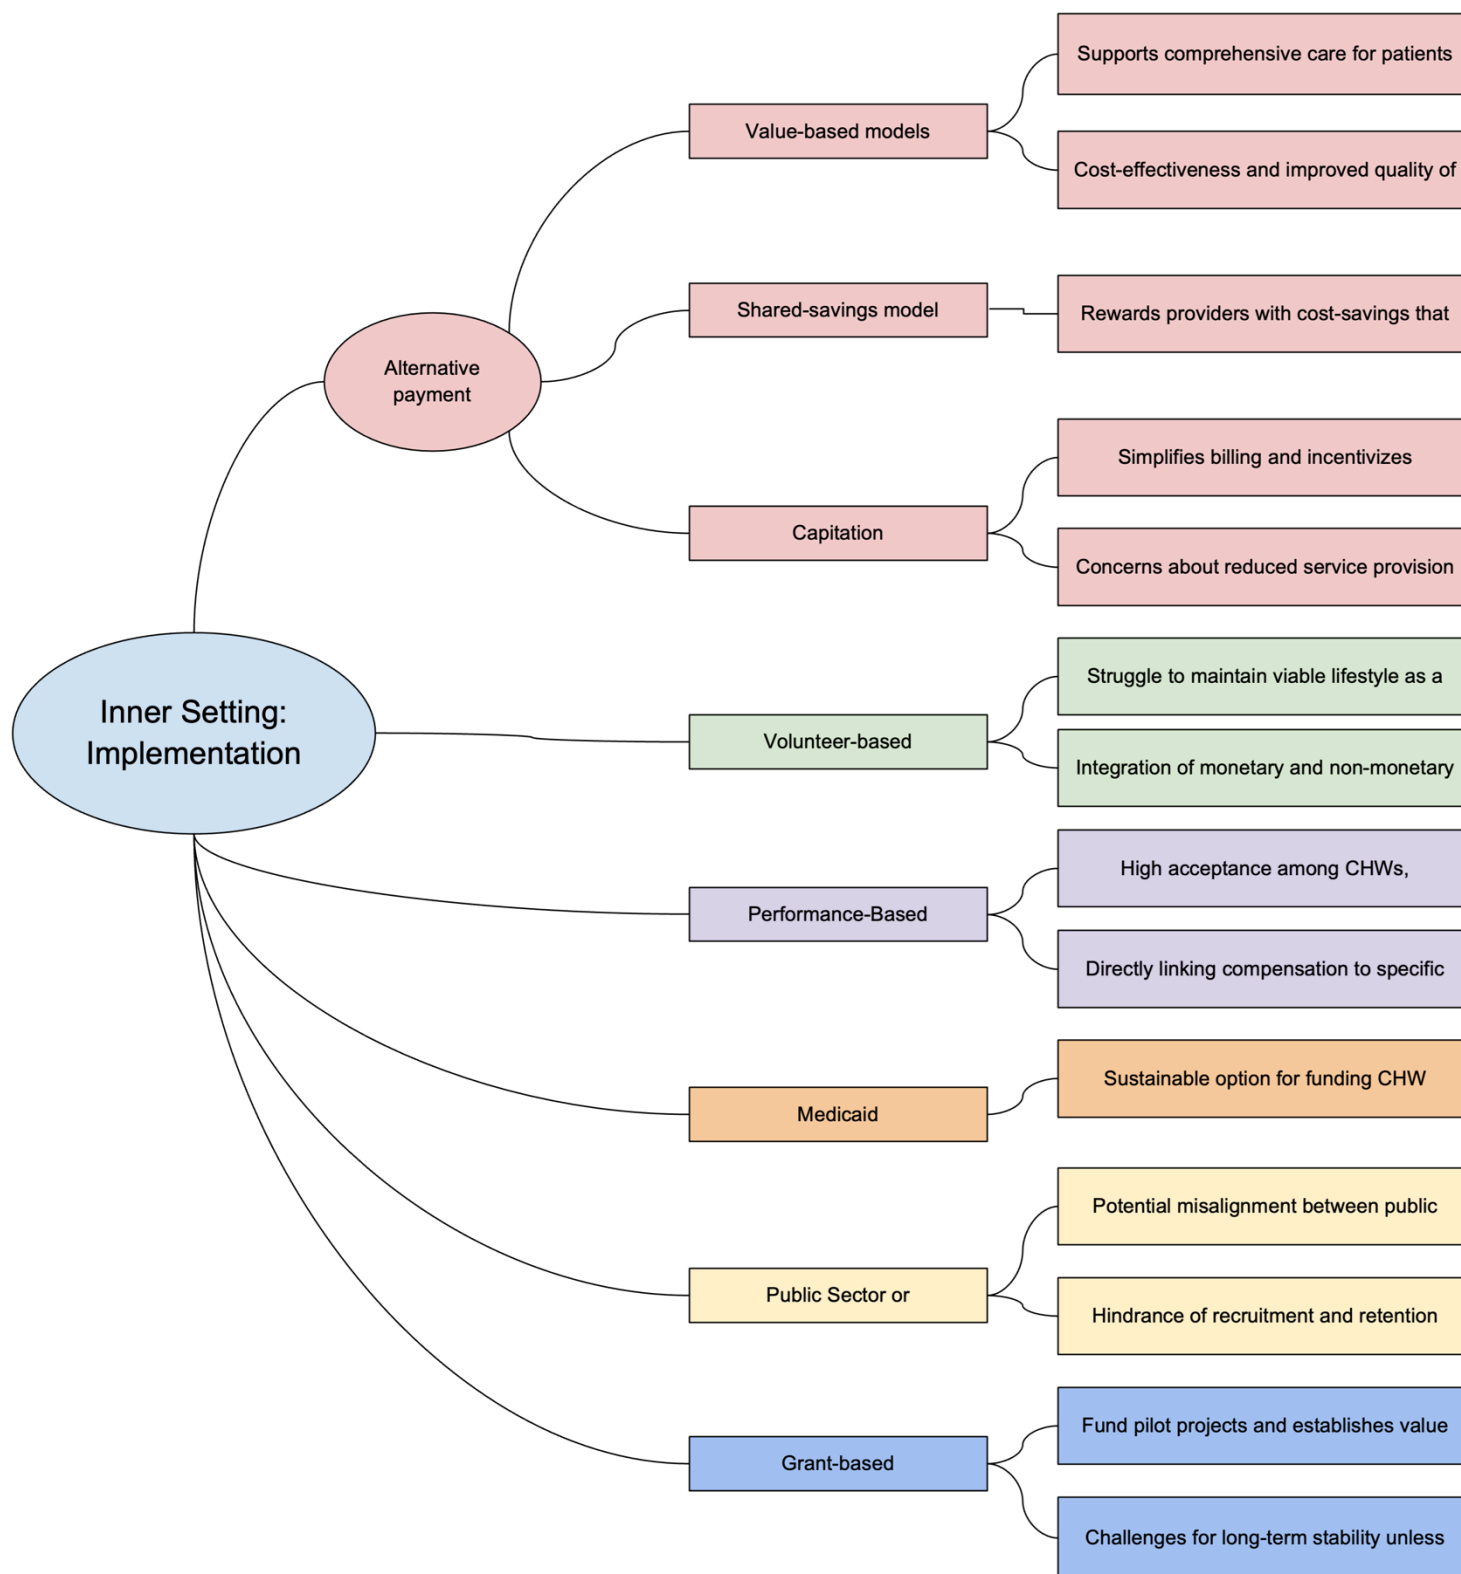 Supports comprehensive care for patients
Value-based models
Cost-effectiveness and improved quality of
Shared-savings model
Rewards providers with cost-savings that
Alternative
payment
Simplifies billing and incentivizes
Capitation
Concerns about reduced service provision
Inner Setting:
Implementation
Struggle to maintain viable lifestyle as a
Volunteer-based
Integration of monetary and non-monetary
High acceptance among CHWs,
Performance-Based
Directly linking compensation to specific
Sustainable option for funding CHW
Medicaid
Potential misalignment between public
Public Sector or
Hindrance of recruitment and retention
Fund pilot projects and establishes value
Grant-based
Challenges for long-term stability unless